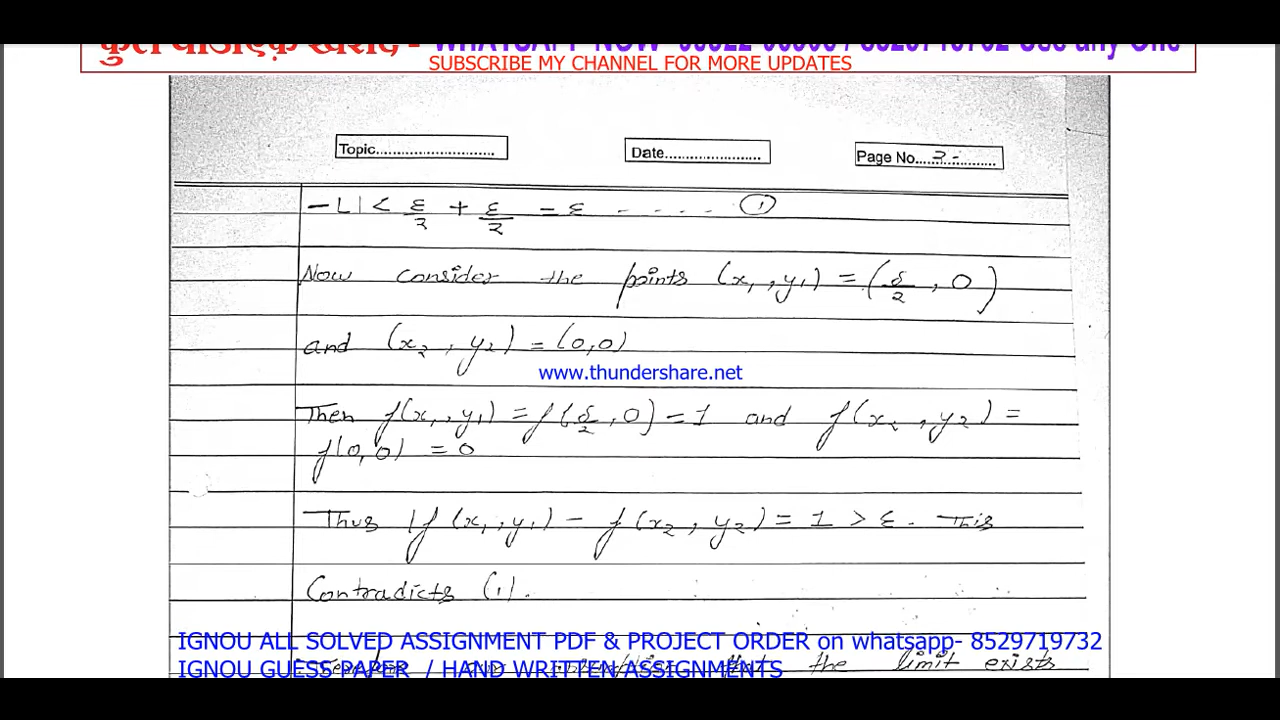 WHATSAPP NOW
SUBSCRIBE MY CHANNEL FOR MORE UPDATES
Topic............................
Date........................
Page No...3-..........
- L| < ε/2 + ε/2 = ε - - - - (1)
Now consider the points (x₁, y₁) = (δ/2, 0)
and (x₂, y₂) = (0,0)
www.thundershare.net
Then f(x₁, y₁) = f(δ/2, 0) = 1 and f(x₂, y₂) =
f(0, 0) = 0
Thus |f(x₁, y₁) - f(x₂, y₂) = 1 > ε. This
Contradicts (1).
IGNOU ALL SOLVED ASSIGNMENT PDF & PROJECT ORDER on whatsapp- 8529719732
the limit exists
IGNOU GUESS PAPER / HAND WRITTEN ASSIGNMENTS